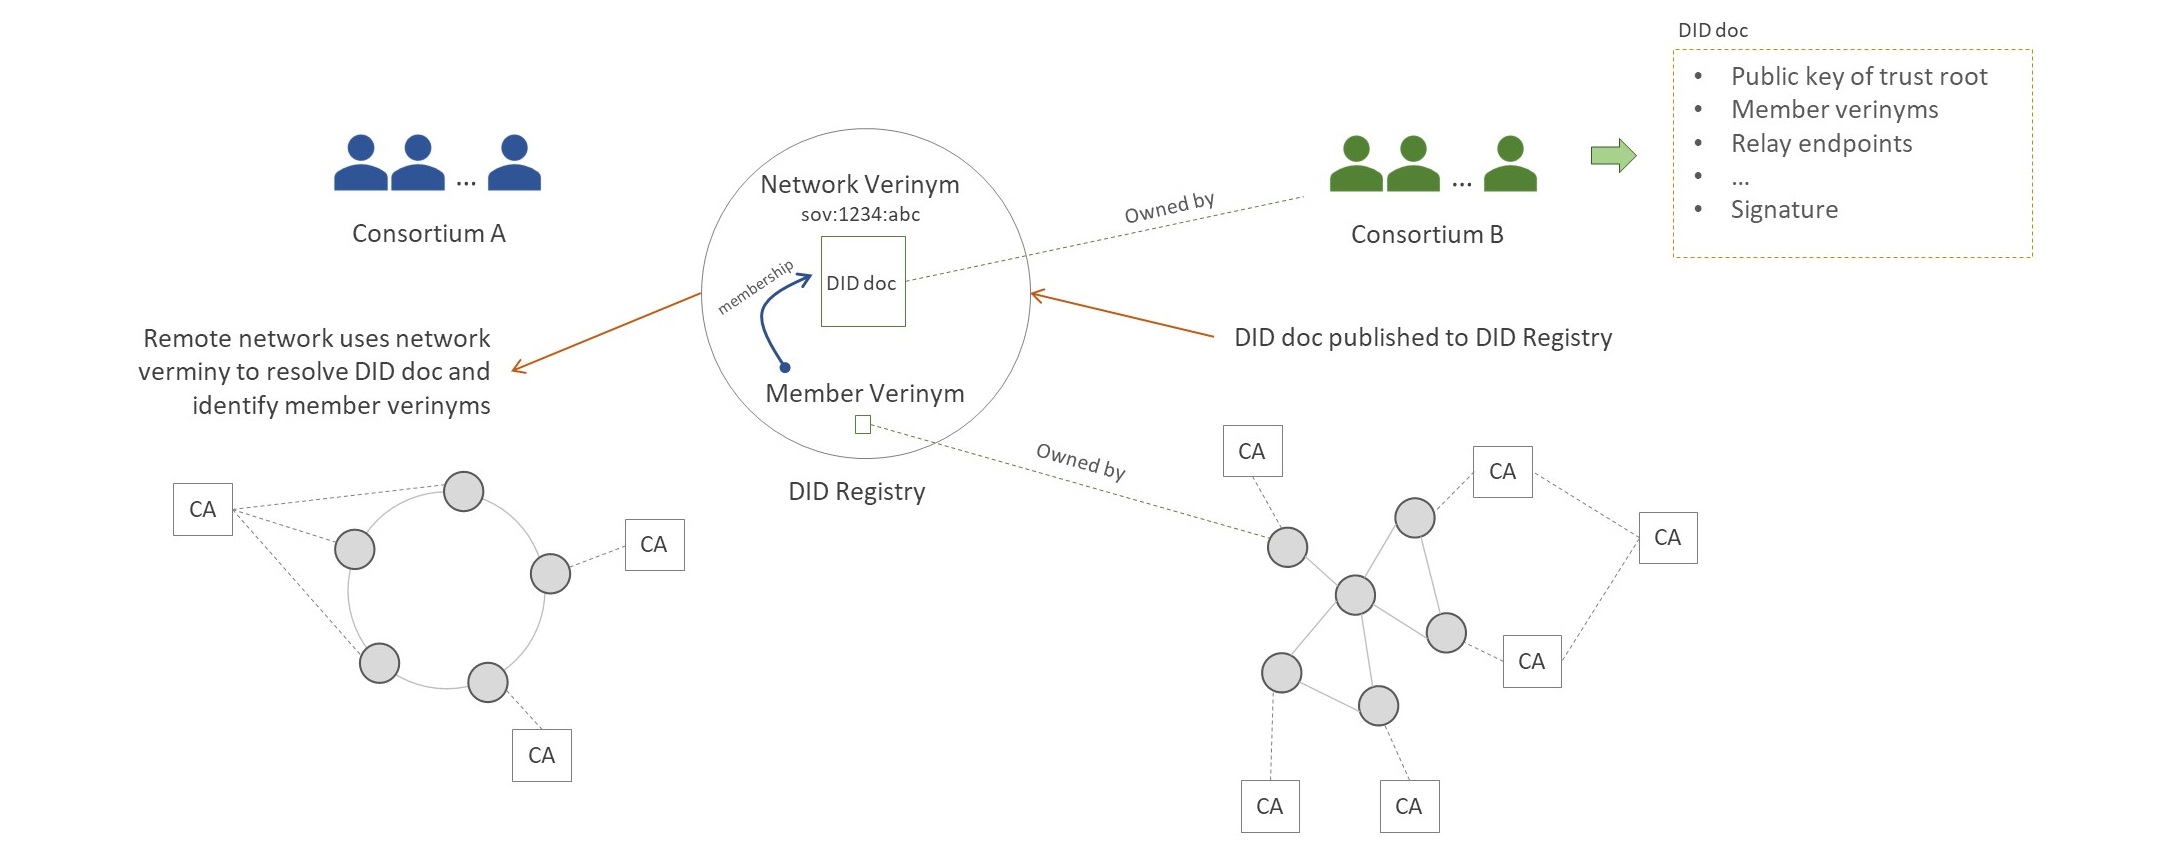 DID doc
• Public key of trust root
• Member verinyms
• Relay endpoints
• ...
• Signature
...
Consortium A
Network Verinym
sov:1234:abc
DID doc
membership
Member Verinym
DID Registry
Owned by
...
Consortium B
Remote network uses network
verminy to resolve DID doc and
identify member verinyms
DID doc published to DID Registry
Owned by
CA
CA
CA
CA
CA
CA
CA
CA
CA